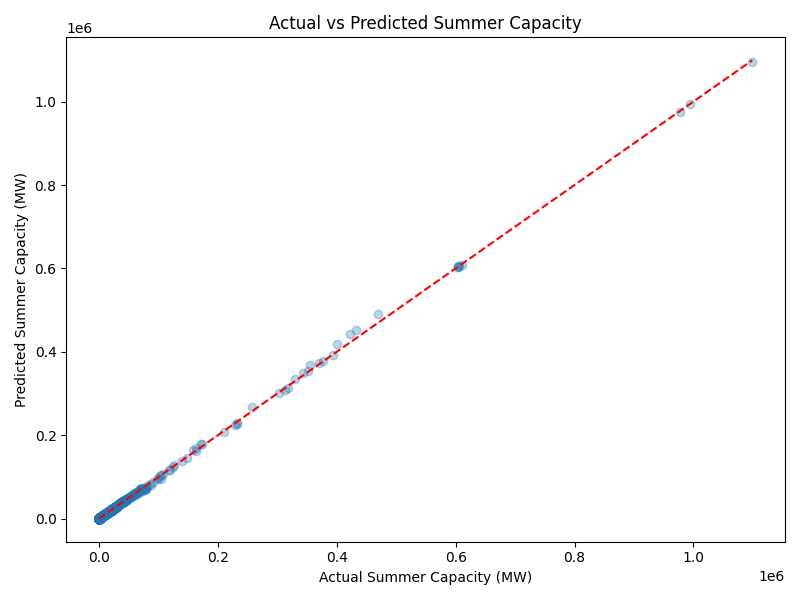 Actual vs Predicted Summer Capacity
1e6
1.0
0.8
0.6
0.4
0.2
0.0
Predicted Summer Capacity (MW)
0.0 0.2 0.4 0.6 0.8 1.0
1e6
Actual Summer Capacity (MW)